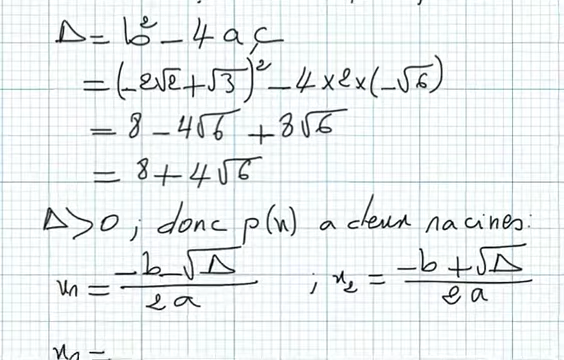 Δ = b² - 4ac
= (-2√2+√3)² - 4×2×(-√6)
= 8 - 4√6 + 8√6
= 8 + 4√6
Δ>0 ; donc p(x) a deux racines:
x₁ = (-b-√Δ)/(2a) ; x₂ = (-b+√Δ)/(2a)
x₁ =